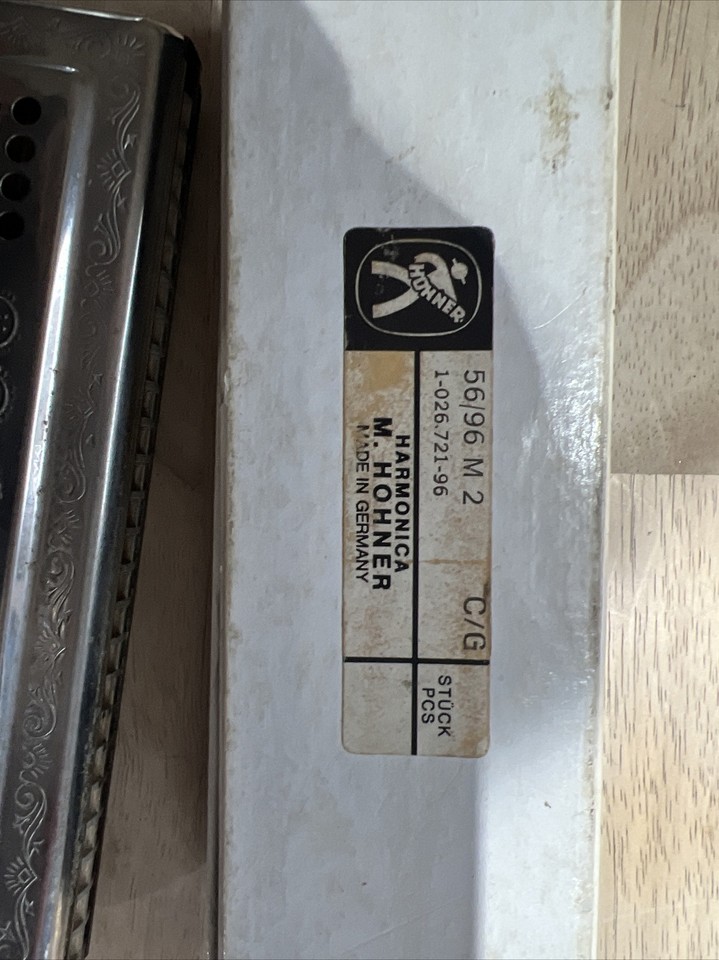 HOHNER
56/96 M 2 C/G
1-026.721-96
STÜCK
PCS
HARMONICA
M. HOHNER
MADE IN GERMANY